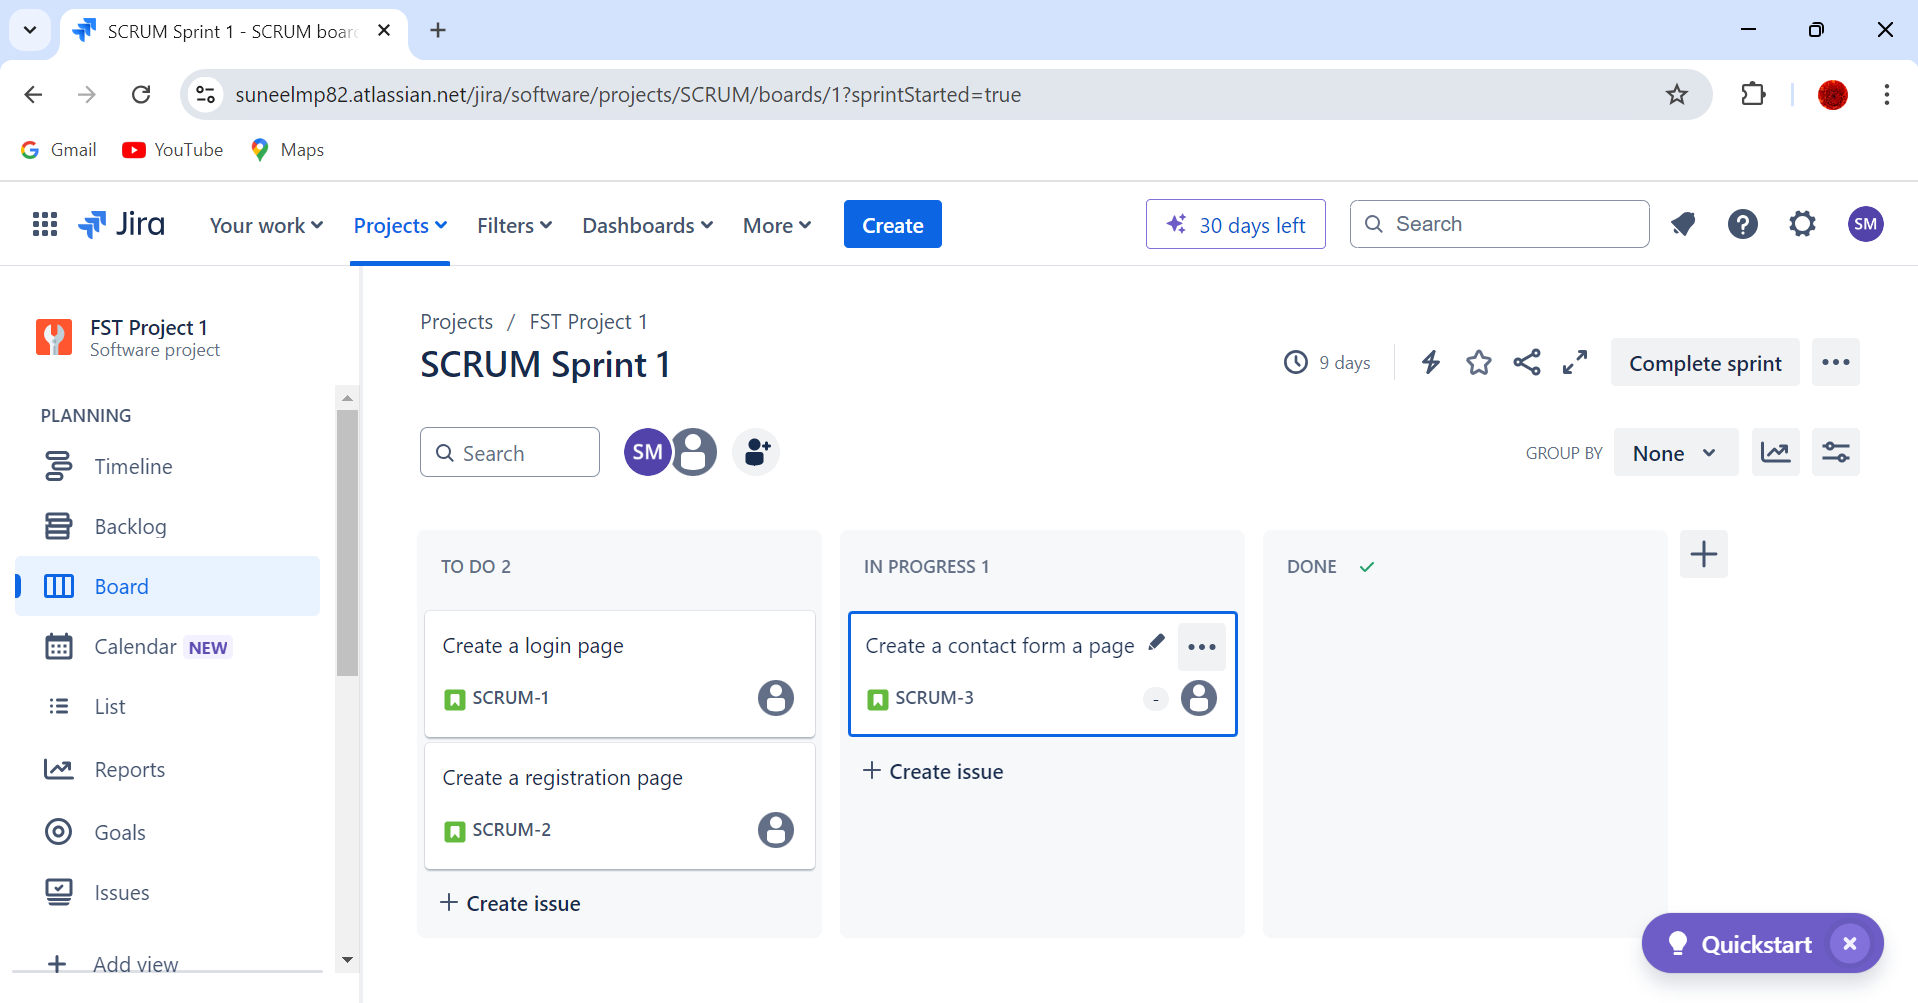 SCRUM Sprint 1 - SCRUM boar
suneelmp82.atlassian.net/jira/software/projects/SCRUM/boards/1?sprintStarted=true
Gmail
YouTube
Maps
Jira
Your work
Projects
Filters
Dashboards
More
Create
30 days left
Search
SM
FST Project 1
Software project
PLANNING
Timeline
Backlog
Board
Calendar NEW
List
Reports
Goals
Issues
Add view
Projects / FST Project 1
SCRUM Sprint 1
9 days
Complete sprint
Search
SM
GROUP BY
None
TO DO 2
Create a login page
SCRUM-1
Create a registration page
SCRUM-2
+ Create issue
IN PROGRESS 1
Create a contact form a page
SCRUM-3
-
+ Create issue
DONE
Quickstart